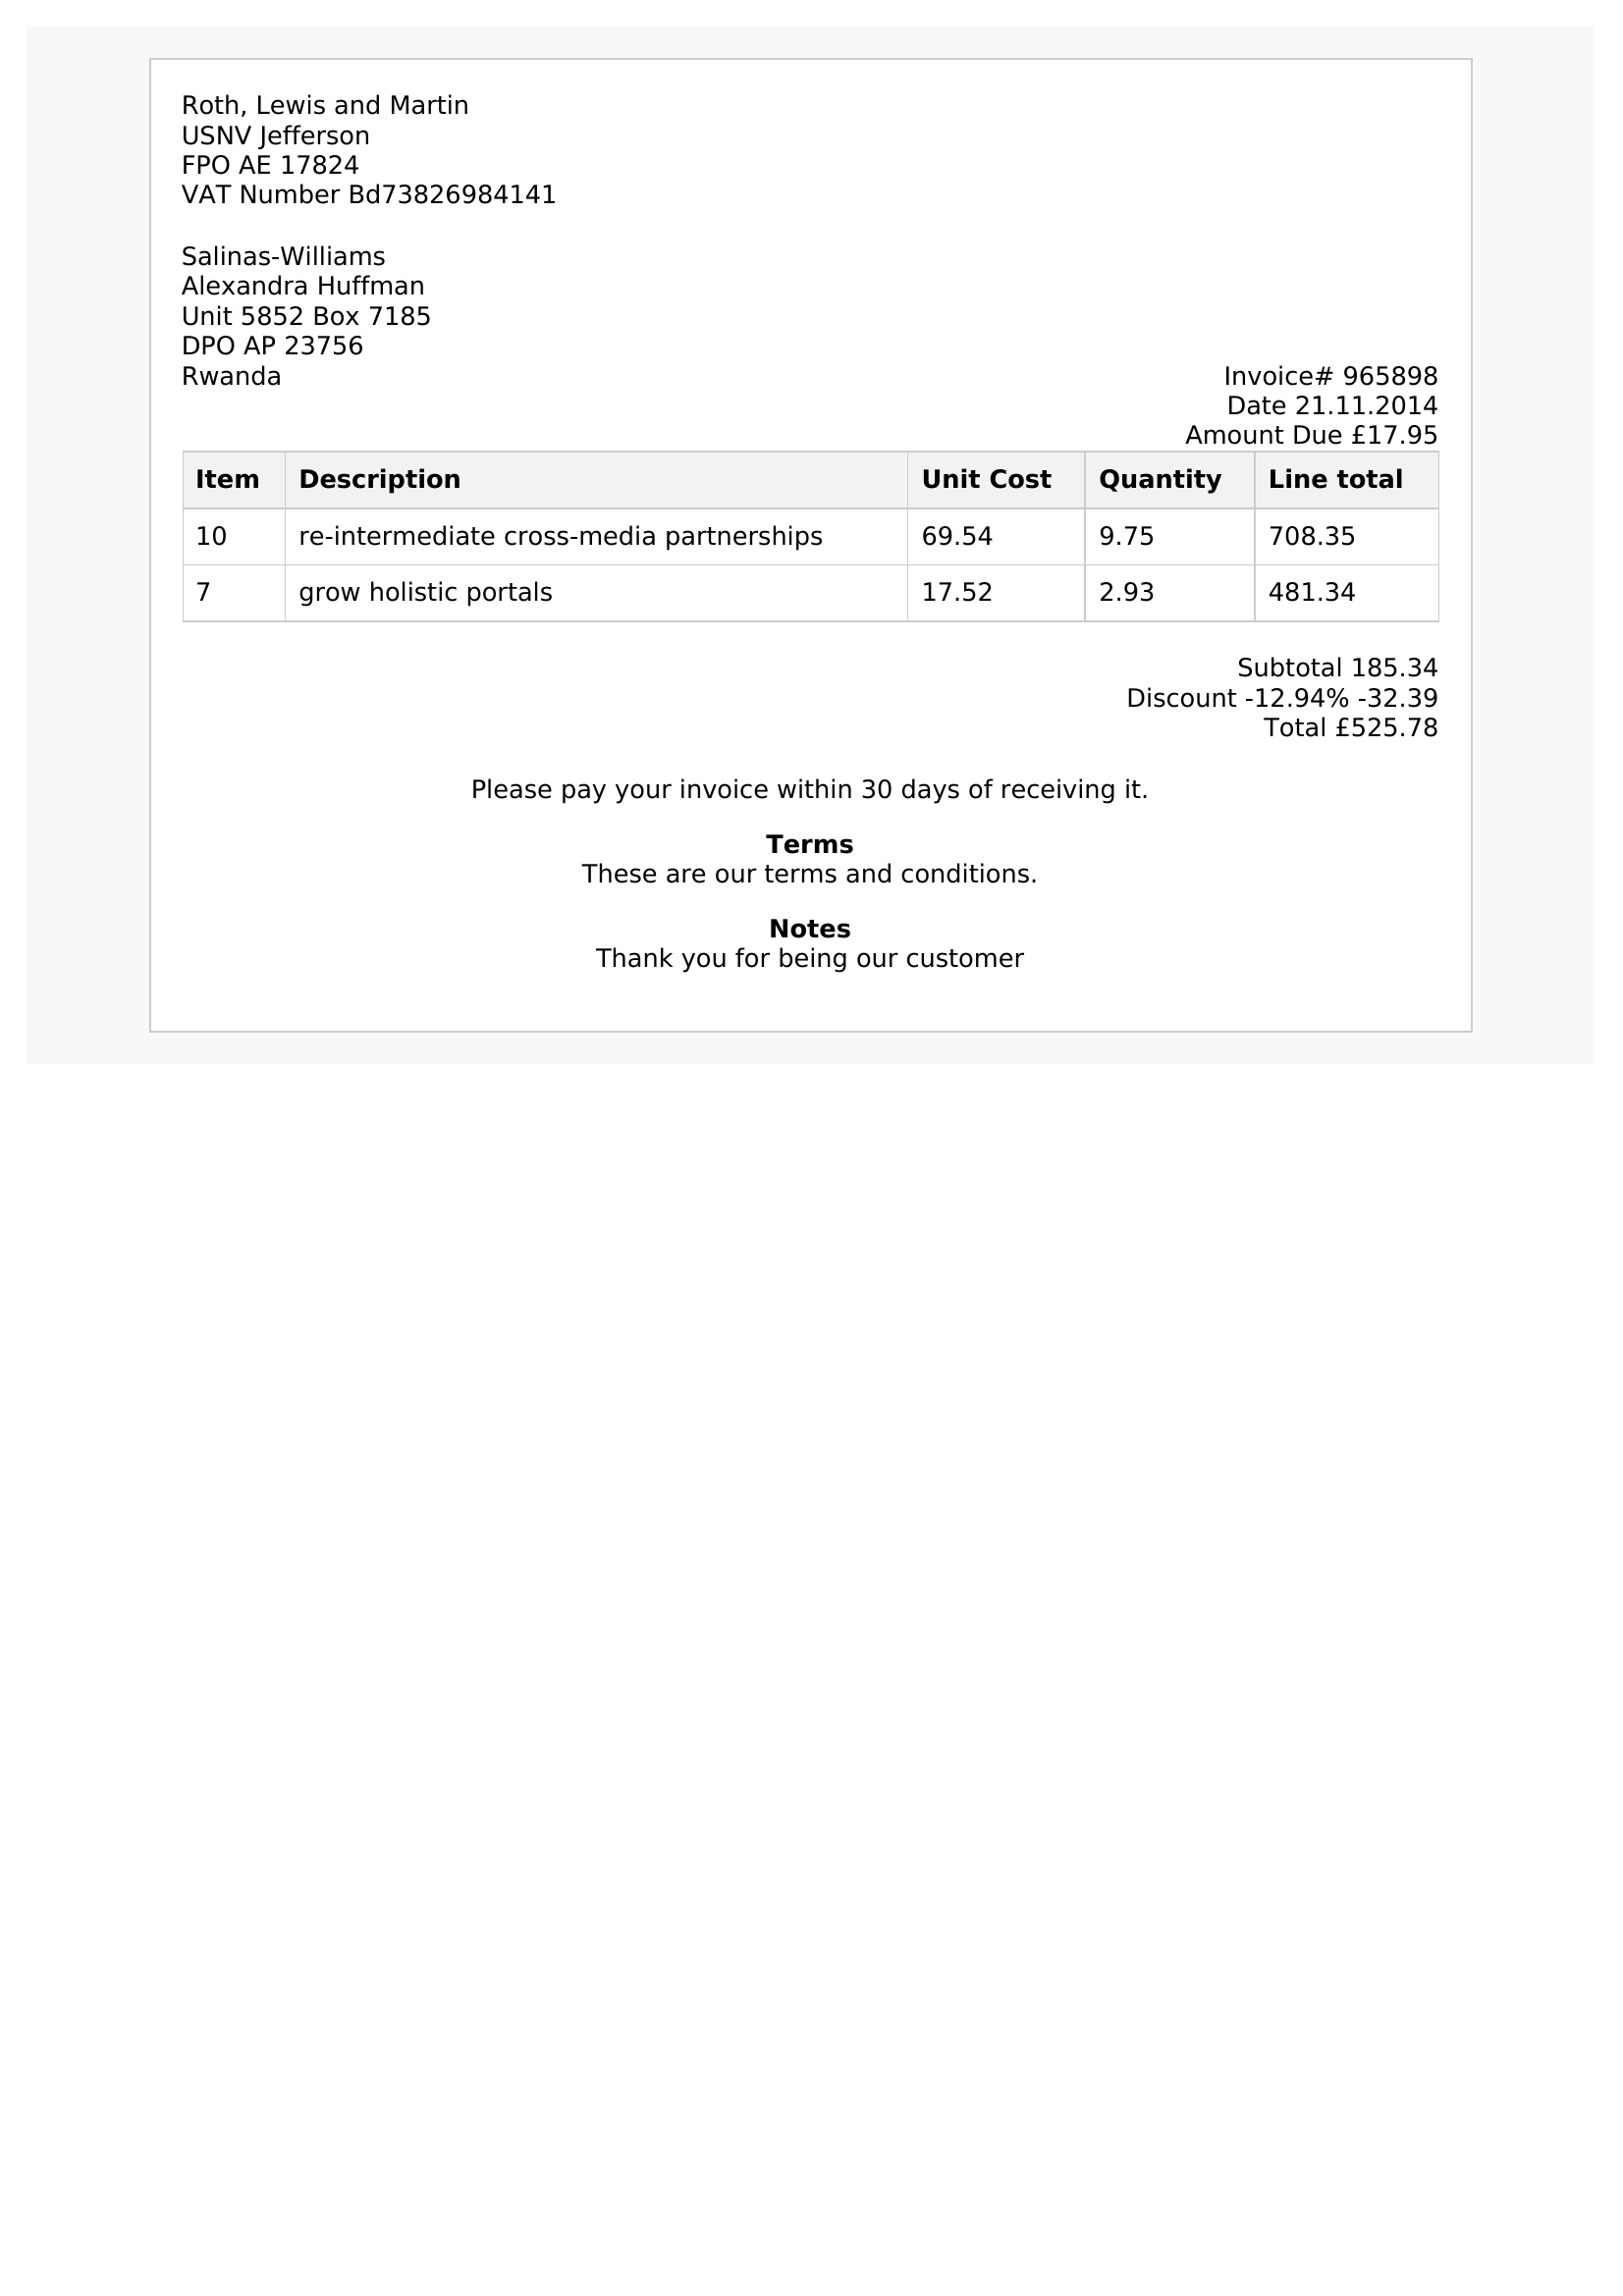 Roth, Lewis and Martin
USNV Jefferson
FPO AE 17824
VAT Number Bd73826984141
Salinas-Williams
Alexandra Huffman
Unit 5852 Box 7185
DPO AP 23756
Rwanda
Invoice# 965898
Date 21.11.2014
Amount Due £17.95
Item Description Unit Cost Quantity Line total
10 re-intermediate cross-media partnerships 69.54 9.75 708.35
7 grow holistic portals 17.52 2.93 481.34
Subtotal 185.34
Discount -12.94% -32.39
Total £525.78
Please pay your invoice within 30 days of receiving it.
Terms
These are our terms and conditions.
Notes
Thank you for being our customer